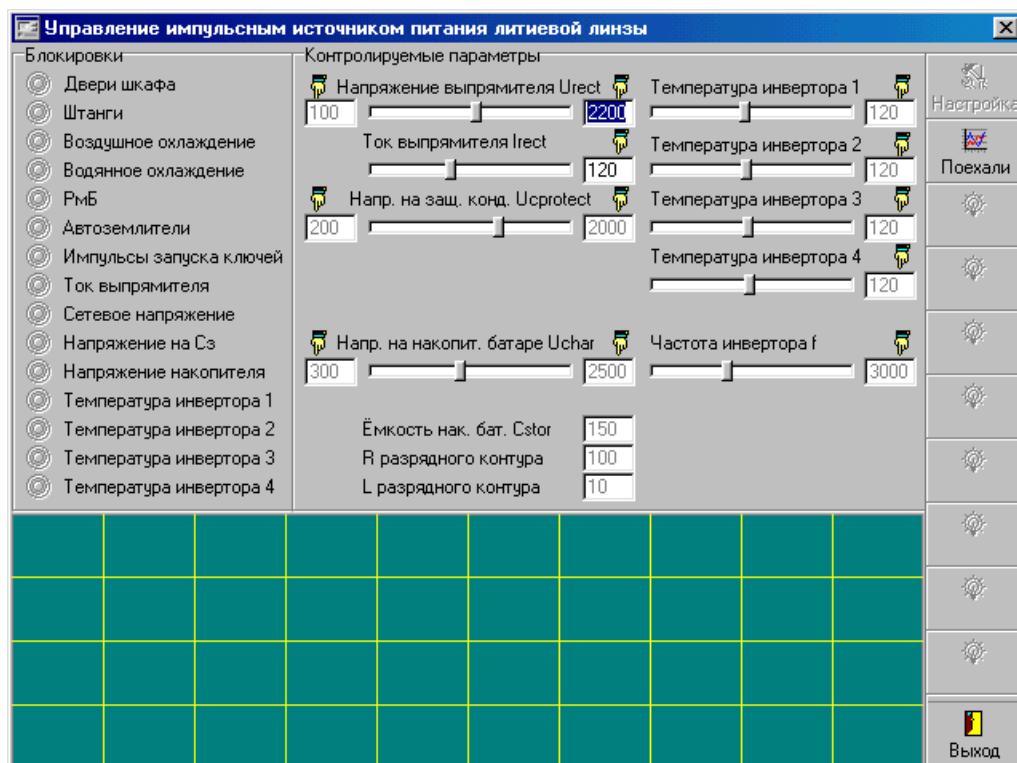 Управление импульсным источником питания литиевой линзы
Блокировки
Двери шкафа
Штанги
Воздушное охлаждение
Водянное охлаждение
РмБ
Автоземлители
Импульсы запуска ключей
Ток выпрямителя
Сетевое напряжение
Напряжение на Сз
Напряжение накопителя
Температура инвертора 1
Температура инвертора 2
Температура инвертора 3
Температура инвертора 4
Контролируемые параметры
Напряжение выпрямителя Urect
100 2200
Ток выпрямителя Irect
120
Напр. на защ. конд. Ucprotect
200 2000
Напр. на накопит. батаре Uchar
300 2500
Ёмкость нак. бат. Cstor 150
R разрядного контура 100
L разрядного контура 10
Температура инвертора 1
120
Температура инвертора 2
120
Температура инвертора 3
120
Температура инвертора 4
120
Частота инвертора f
3000
Настройка
Поехали
Выход